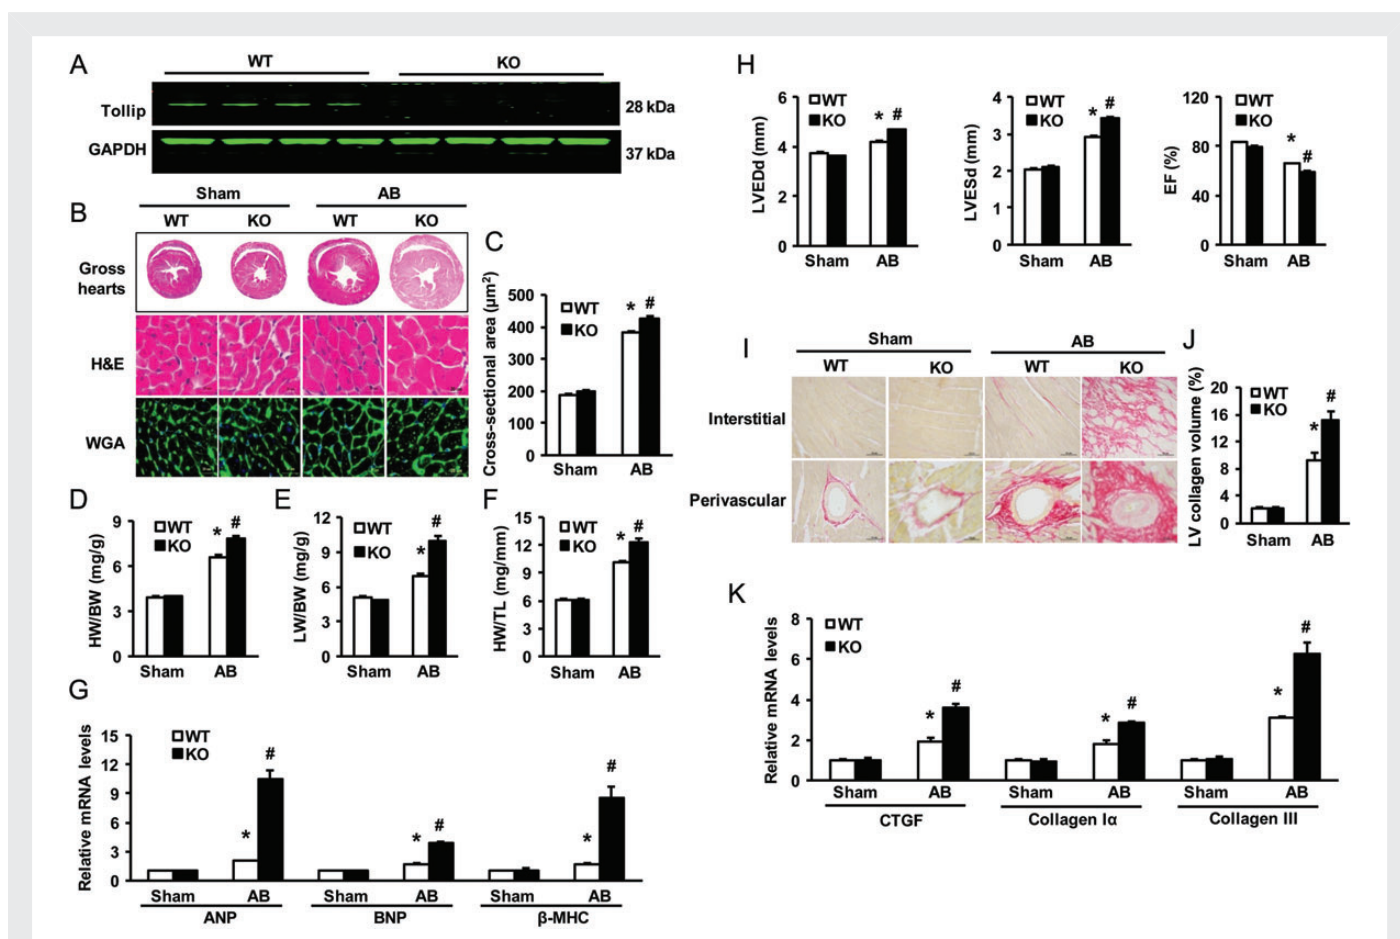 A
WT KO
Tollip 28 kDa
GAPDH 37 kDa
B
Sham AB
WT KO WT KO
Gross
hearts
H&E
WGA
C
Cross-sectional area (µm²)
500
400
300
200
100
0
WT
KO
* #
Sham AB
D
HW/BW (mg/g)
9
6
3
0
WT
KO
* #
Sham AB
E
LW/BW (mg/g)
12
9
6
3
0
WT
KO
* #
Sham AB
F
HW/TL (mg/mm)
15
12
9
6
3
0
WT
KO
* #
Sham AB
G
Relative mRNA levels
15
12
9
6
3
0
WT
KO
* # * # * #
Sham AB Sham AB Sham AB
ANP BNP β-MHC
H
LVEDd (mm)
6
4
2
0
WT
KO
* #
Sham AB
LVESd (mm)
4
3
2
1
0
WT
KO
* #
Sham AB
EF (%)
120
80
40
0
WT
KO
* #
Sham AB
I
Sham AB
WT KO WT KO
Interstitial
Perivascular
J
LV collagen volume (%)
20
16
12
8
4
0
WT
KO
* #
Sham AB
K
Relative mRNA levels
8
6
4
2
0
WT
KO
* # * # * #
Sham AB Sham AB Sham AB
CTGF Collagen Iα Collagen III